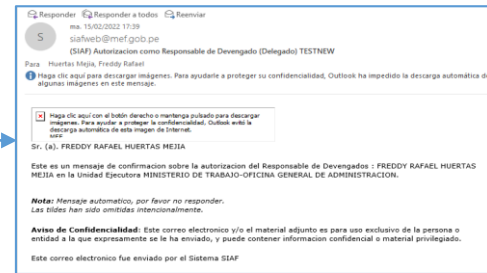 Responder Responder a todos Reenviar
ma. 15/02/2022 17:39
S
siafweb@mef.gob.pe
(SIAF) Autorizacion como Responsable de Devengado (Delegado) TESTNEW
Para Huertas Mejia, Freddy Rafael
Haga clic aquí para descargar imágenes. Para ayudarle a proteger su confidencialidad, Outlook ha impedido la descarga automática de
algunas imágenes en este mensaje.
Haga clic aquí con el botón derecho o mantenga pulsado para descargar
imágenes. Para ayudar a proteger la confidencialidad, Outlook evitó la
descarga automática de esta imagen de Internet.
MEF
Sr. (a). FREDDY RAFAEL HUERTAS MEJIA
Este es un mensaje de confirmacion sobre la autorizacion del Responsable de Devengados : FREDDY RAFAEL HUERTAS
MEJIA en la Unidad Ejecutora MINISTERIO DE TRABAJO-OFICINA GENERAL DE ADMINISTRACION.
Nota: Mensaje automatico, por favor no responder.
Las tildes han sido omitidas intencionalmente.
Aviso de Confidencialidad: Este correo electronico y/o el material adjunto es para uso exclusivo de la persona o
entidad a la que expresamente se le ha enviado, y puede contener informacion confidencial o material privilegiado.
Este correo electronico fue enviado por el Sistema SIAF